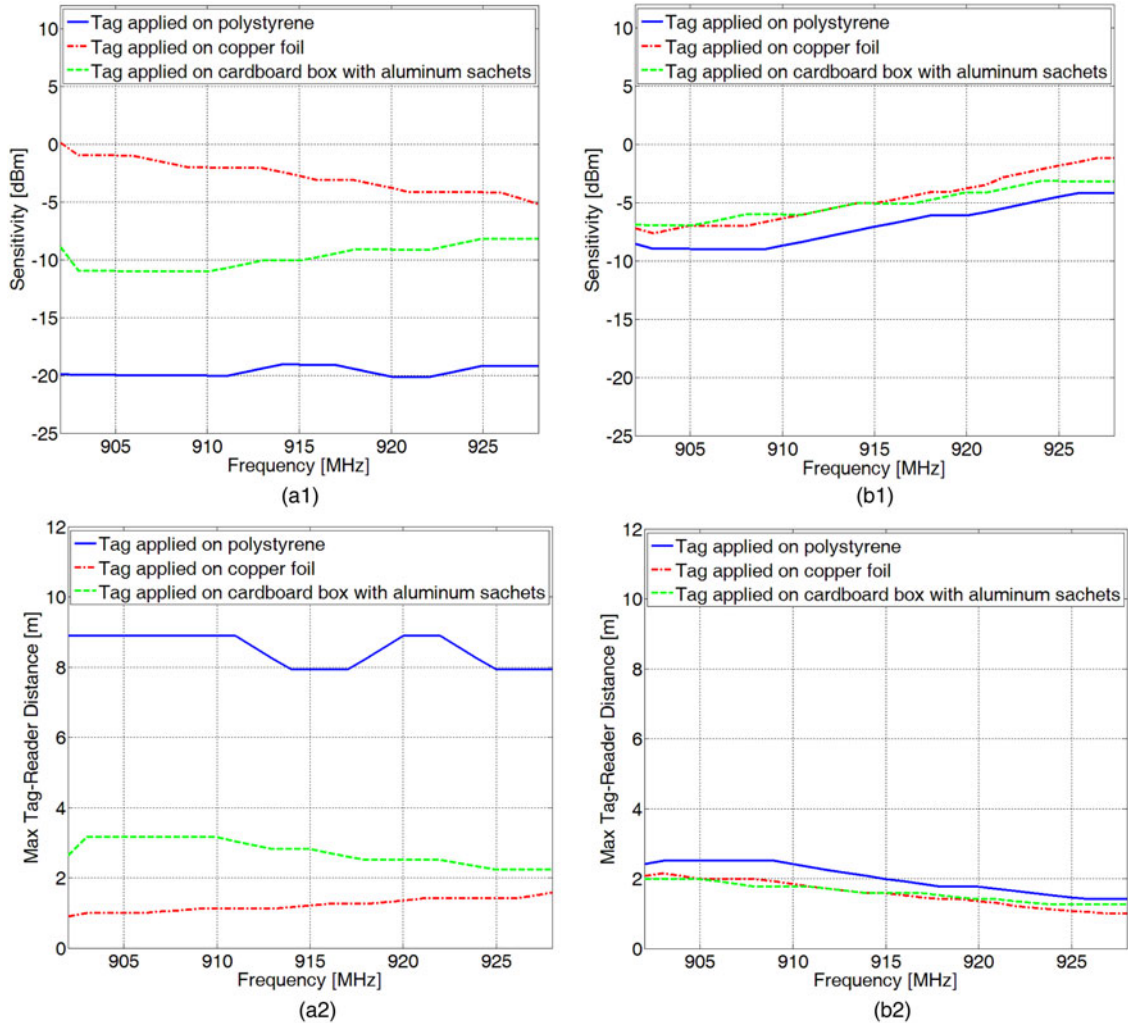 10
Tag applied on polystyrene
Tag applied on copper foil
Tag applied on cardboard box with aluminum sachets
5
0
-5
-10
-15
-20
-25
Sensitivity [dBm]
905 910 915 920 925
Frequency [MHz]
(a1)
10
Tag applied on polystyrene
Tag applied on copper foil
Tag applied on cardboard box with aluminum sachets
5
0
-5
-10
-15
-20
-25
Sensitivity [dBm]
905 910 915 920 925
Frequency [MHz]
(b1)
12
Tag applied on polystyrene
Tag applied on copper foil
Tag applied on cardboard box with aluminum sachets
10
8
6
4
2
0
Max Tag-Reader Distance [m]
905 910 915 920 925
Frequency [MHz]
(a2)
12
Tag applied on polystyrene
Tag applied on copper foil
Tag applied on cardboard box with aluminum sachets
10
8
6
4
2
0
Max Tag-Reader Distance [m]
905 910 915 920 925
Frequency [MHz]
(b2)